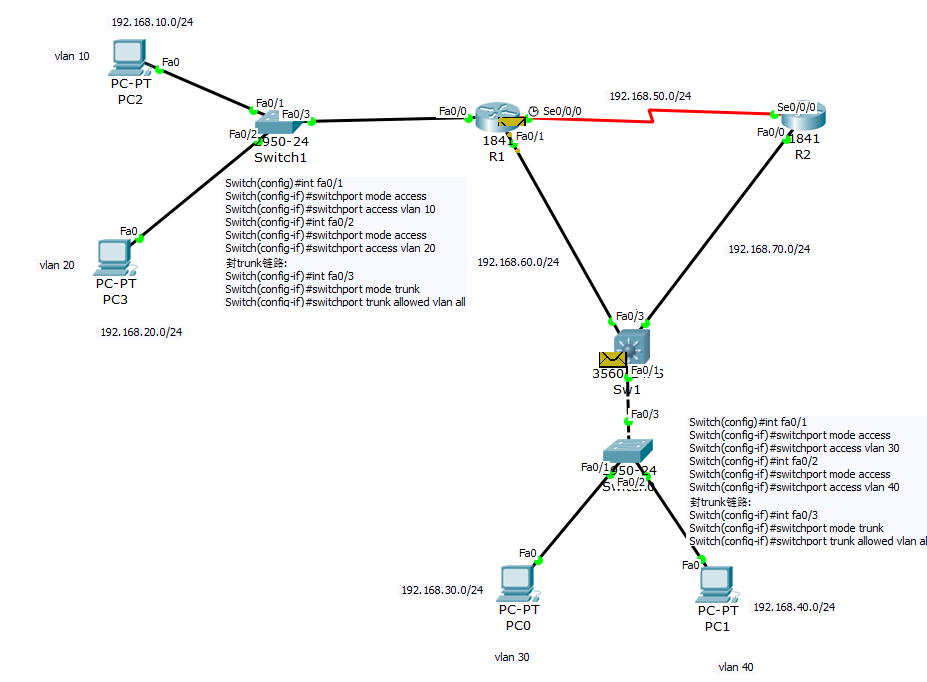 192.168.10.0/24
vlan 10
Fa0
PC-PT
PC2
Fa0/1
Fa0/3
Fa0/2
2950-24
Switch1
Fa0/0
Se0/0/0
Fa0/1
1841
R1
192.168.50.0/24
Se0/0/0
Fa0/0
1841
R2
Switch(config)#int fa0/1
Switch(config-if)#switchport mode access
Switch(config-if)#switchport access vlan 10
Switch(config-if)#int fa0/2
Switch(config-if)#switchport mode access
Switch(config-if)#switchport access vlan 20
封trunk链路:
Switch(config-if)#int fa0/3
Switch(config-if)#switchport mode trunk
Switch(config-if)#switchport trunk allowed vlan all
Fa0
vlan 20
PC-PT
PC3
192.168.20.0/24
192.168.60.0/24
192.168.70.0/24
Fa0/3
Fa0/1
Sw1
Fa0/3
Fa0/1
Fa0/2
Switch(config)#int fa0/1
Switch(config-if)#switchport mode access
Switch(config-if)#switchport access vlan 30
Switch(config-if)#int fa0/2
Switch(config-if)#switchport mode access
Switch(config-if)#switchport access vlan 40
封trunk链路:
Switch(config-if)#int fa0/3
Switch(config-if)#switchport mode trunk
Switch(config-if)#switchport trunk allowed vlan al
Fa0
192.168.30.0/24
PC-PT
PC0
vlan 30
Fa0
PC-PT
PC1
192.168.40.0/24
vlan 40